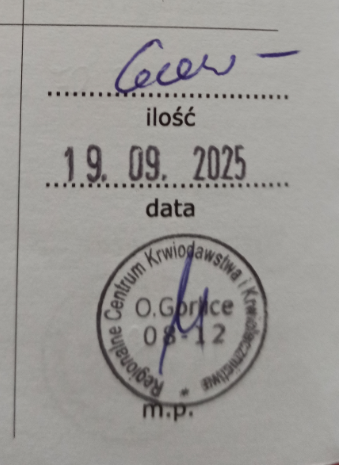 ilość
19. 09. 2025
data
Regionalne Centrum Krwiodawstwa i Krwiolecznictwa *
O.Gorlice
08-12
m.p.